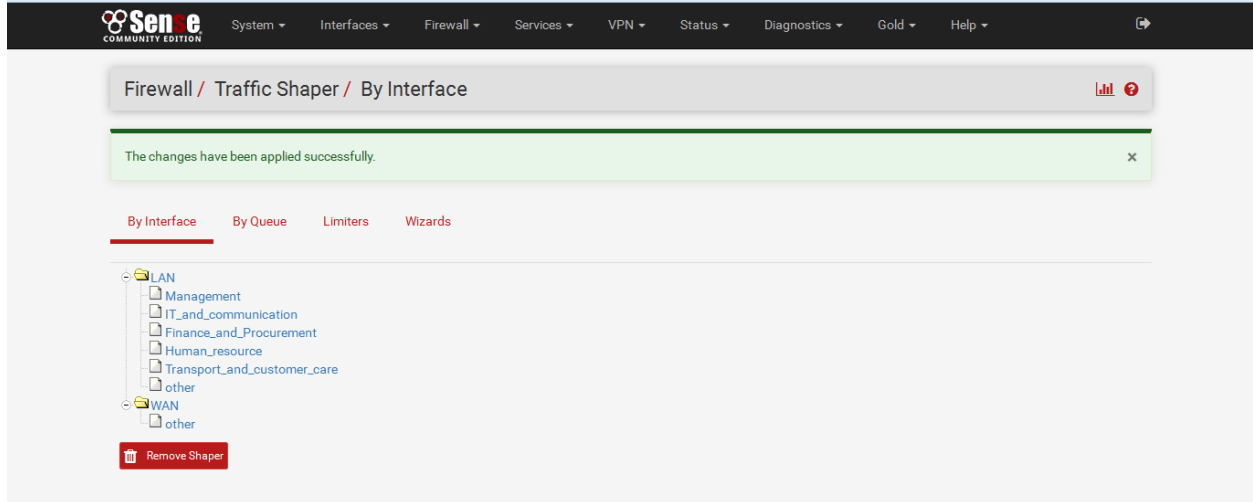 Sense COMMUNITY EDITION System Interfaces Firewall Services VPN Status Diagnostics Gold Help
Firewall / Traffic Shaper / By Interface
The changes have been applied successfully. ×
By Interface By Queue Limiters Wizards
LAN
Management
IT_and_communication
Finance_and_Procurement
Human_resource
Transport_and_customer_care
other
WAN
other
Remove Shaper